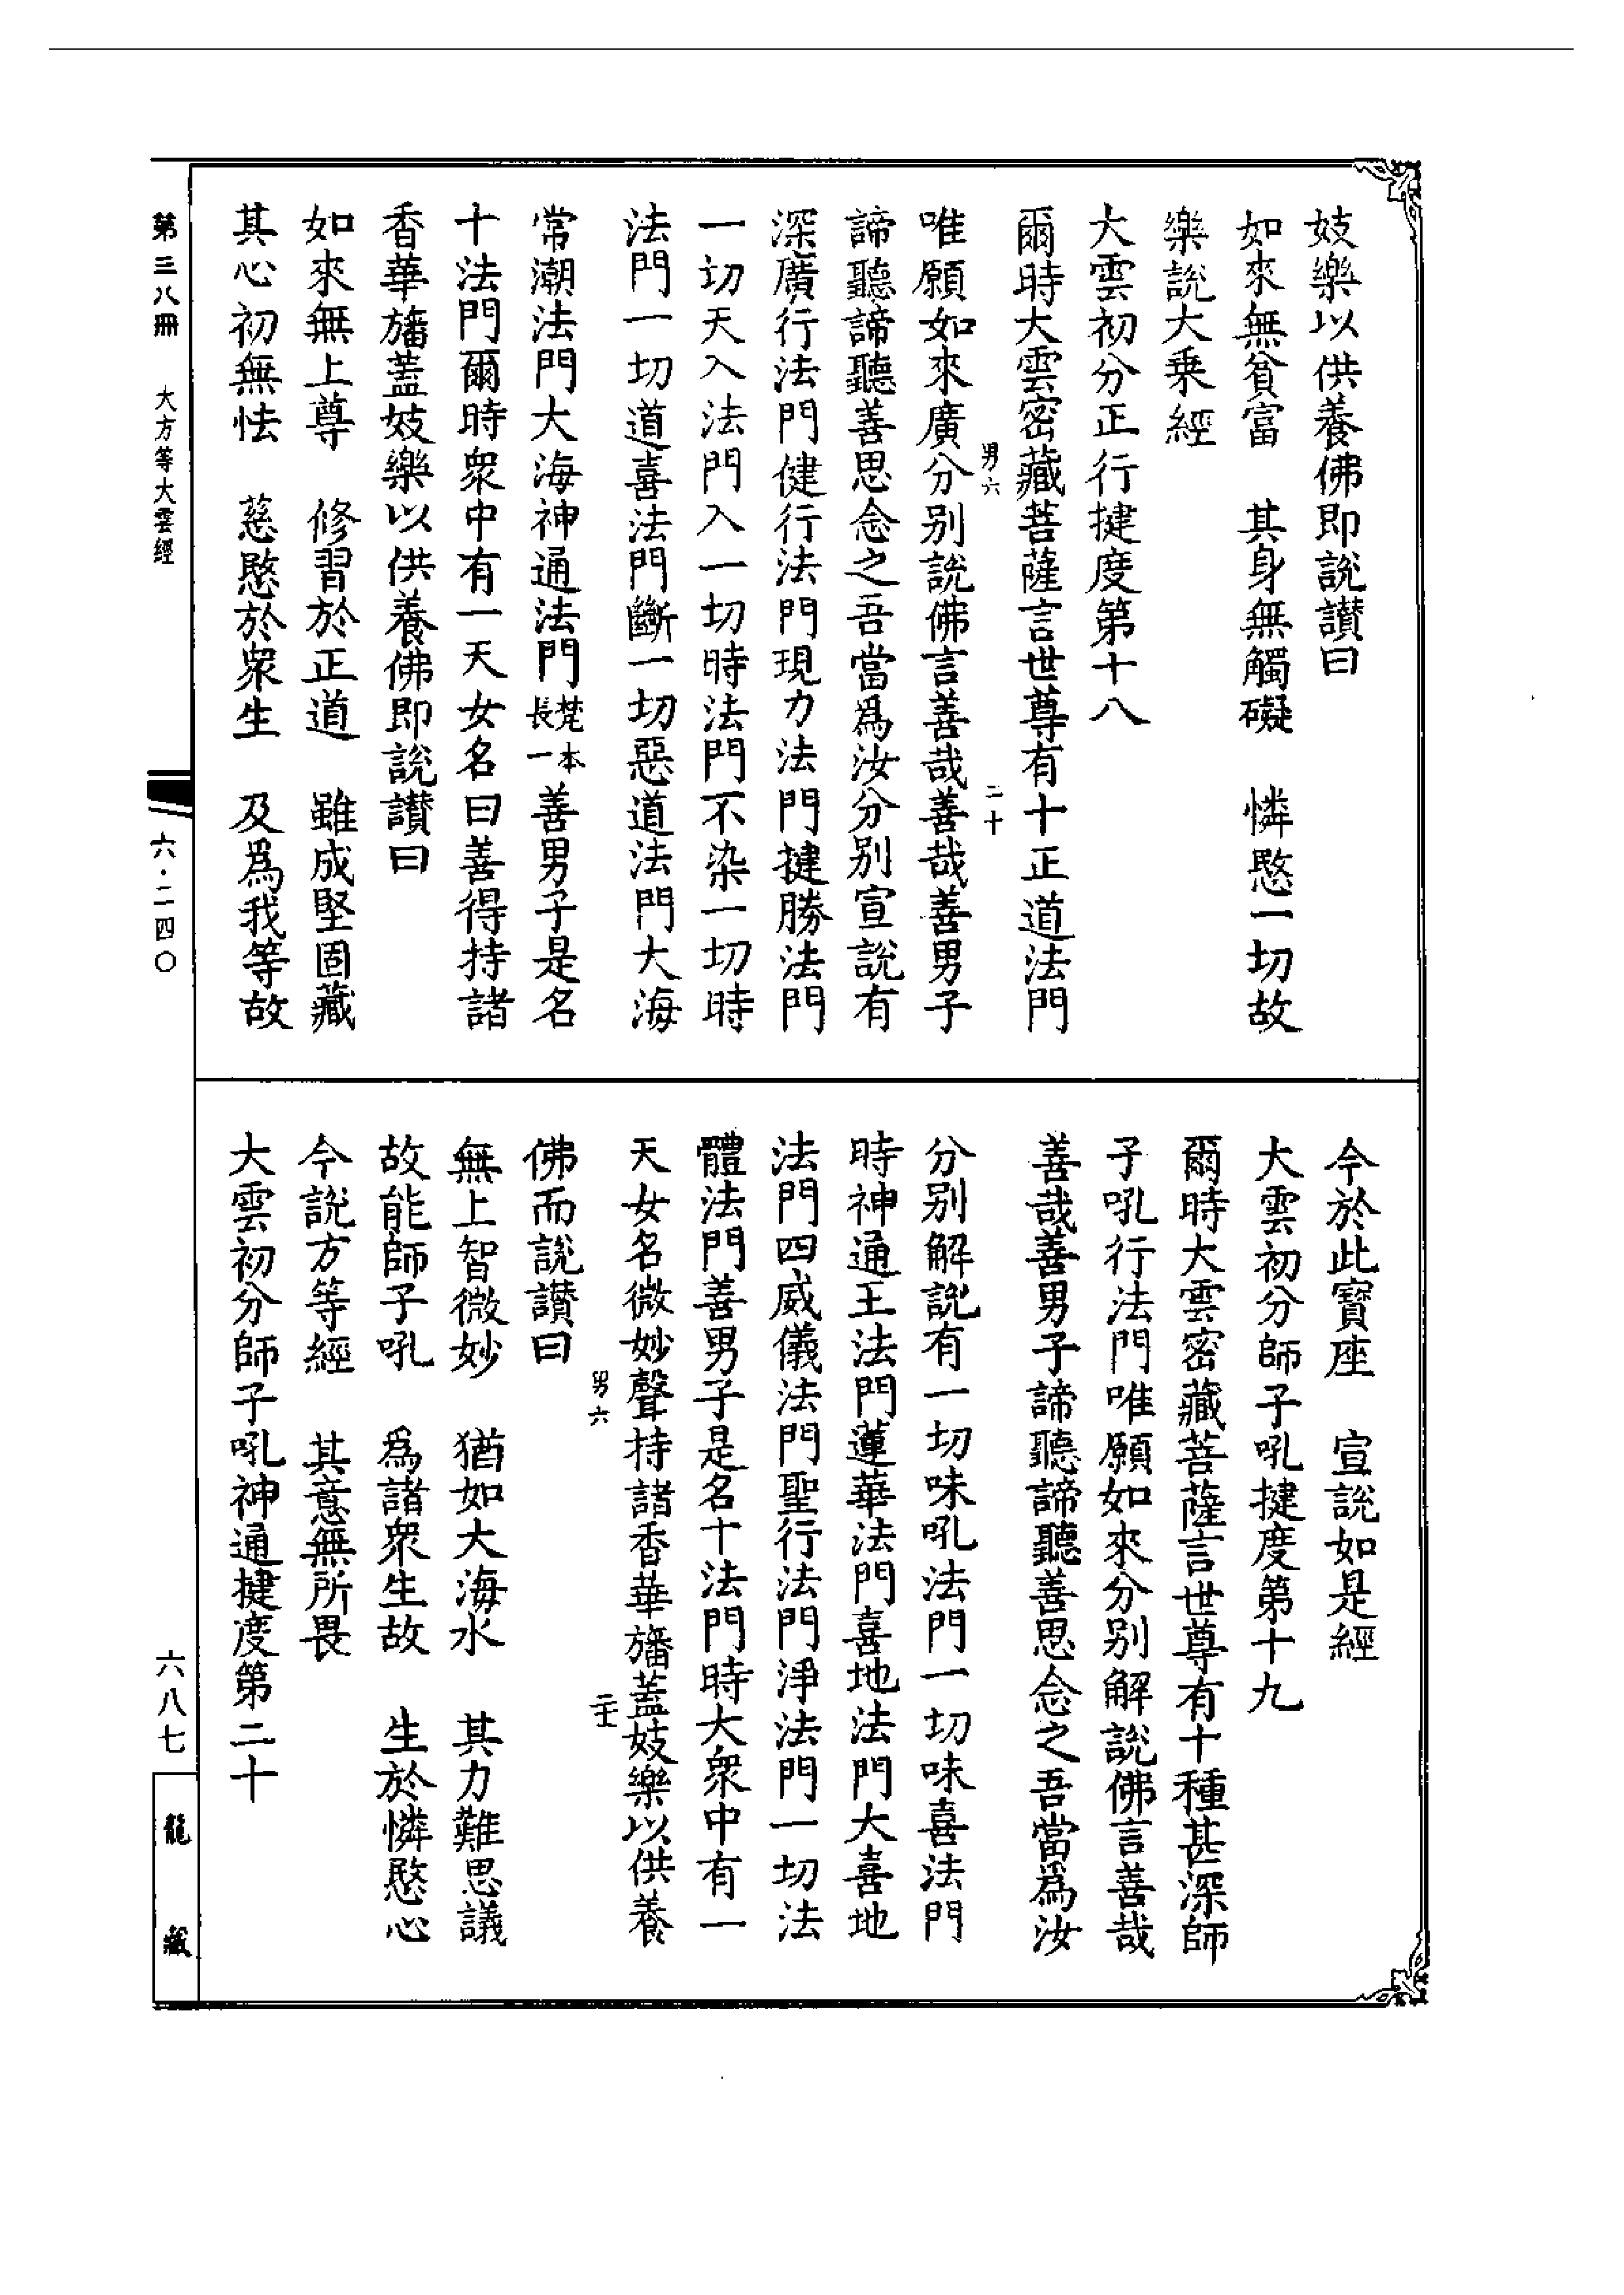 妓樂以供養佛即說讃曰
如來無貧富　其身無觸礙　憐愍一切故
樂說大乗經
大雲初分正行揵度第十八
爾時大雲密藏菩薩言世尊有十正道法門
男六　二十
唯願如來廣分别說佛言善哉善哉善男子
諦聽諦聽善思念之吾當爲汝分别宣說有
深廣行法門健行法門現力法門揵勝法門
一切天入法門入一切時法門不染一切時
法門一切道喜法門斷一切惡道法門大海
常潮法門大海神通法門梵本長一善男子是名
十法門爾時衆中有一天女名曰善得持諸
香華旛蓋妓樂以供養佛即說讃曰
如來無上尊　修習於正道　雖成堅固藏
其心初無怯　慈愍於衆生　及爲我等故
今於此寳座　宣說如是經
大雲初分師子吼揵度第十九
爾時大雲密藏菩薩言世尊有十種甚深師
子吼行法門唯願如來分别解說佛言善哉
善哉善男子諦聽諦聽善思念之吾當爲汝
分别解說有一切味吼法門一切味喜法門
時神通王法門蓮華法門喜地法門大喜地
法門四威儀法門聖行法門淨法門一切法
體法門善男子是名十法門時大衆中有一
天女名微妙聲持諸香華旛蓋妓樂以供養
男六　二十一
佛而說讃曰
無上智微妙　猶如大海水　其力難思議
故能師子吼　爲諸衆生故　生於憐愍心
今說方等經　其意無所畏
大雲初分師子吼神通揵度第二十
第三八冊　大方等大雲經
六·二四〇
六八七
龍藏